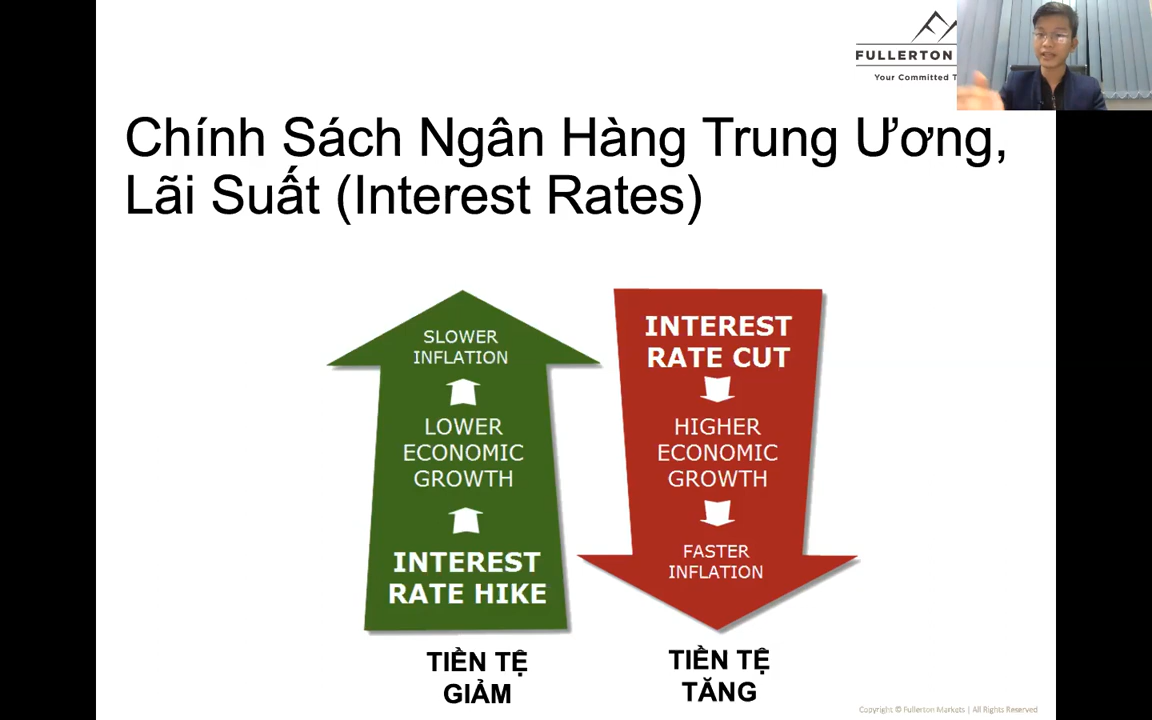 FULLERTON
Your Committed
Chính Sách Ngân Hàng Trung Ương,
Lãi Suất (Interest Rates)
SLOWER
INFLATION
LOWER
ECONOMIC
GROWTH
INTEREST
RATE HIKE
TIỀN TỆ
GIẢM
INTEREST
RATE CUT
HIGHER
ECONOMIC
GROWTH
FASTER
INFLATION
TIỀN TỆ
TĂNG
Copyright © Fullerton Markets | All Rights Reserved